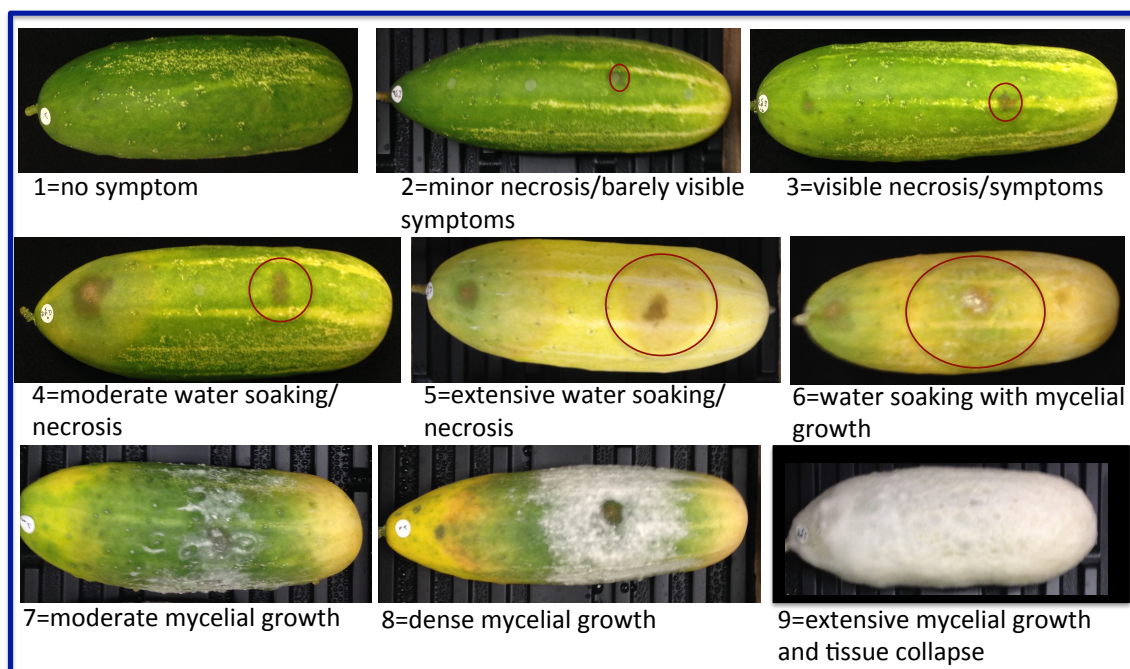 1=no symptom
2=minor necrosis/barely visible
symptoms
3=visible necrosis/symptoms
4=moderate water soaking/
necrosis
5=extensive water soaking/
necrosis
6=water soaking with mycelial
growth
7=moderate mycelial growth
8=dense mycelial growth
9=extensive mycelial growth
and tissue collapse